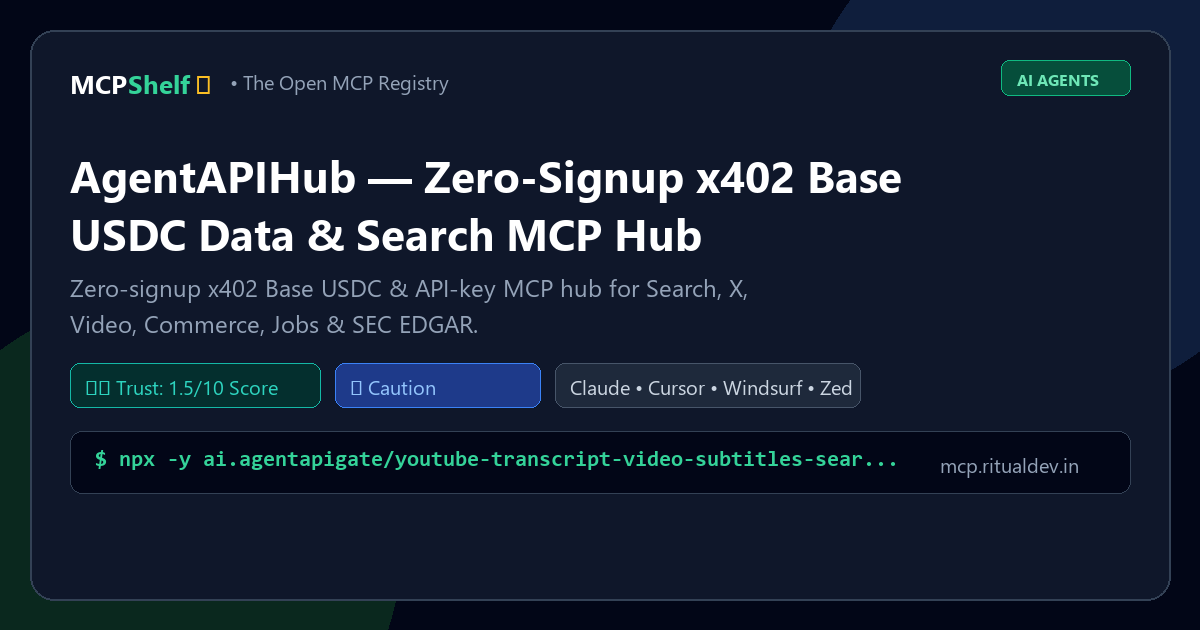 MCPShelf • The Open MCP Registry
AI AGENTS
AgentAPIHub — Zero-Signup x402 Base
USDC Data & Search MCP Hub
Zero-signup x402 Base USDC & API-key MCP hub for Search, X,
Video, Commerce, Jobs & SEC EDGAR.
Trust: 1.5/10 Score
Caution
Claude • Cursor • Windsurf • Zed
$ npx -y ai.agentapigate/youtube-transcript-video-subtitles-sear...
mcp.ritualdev.in